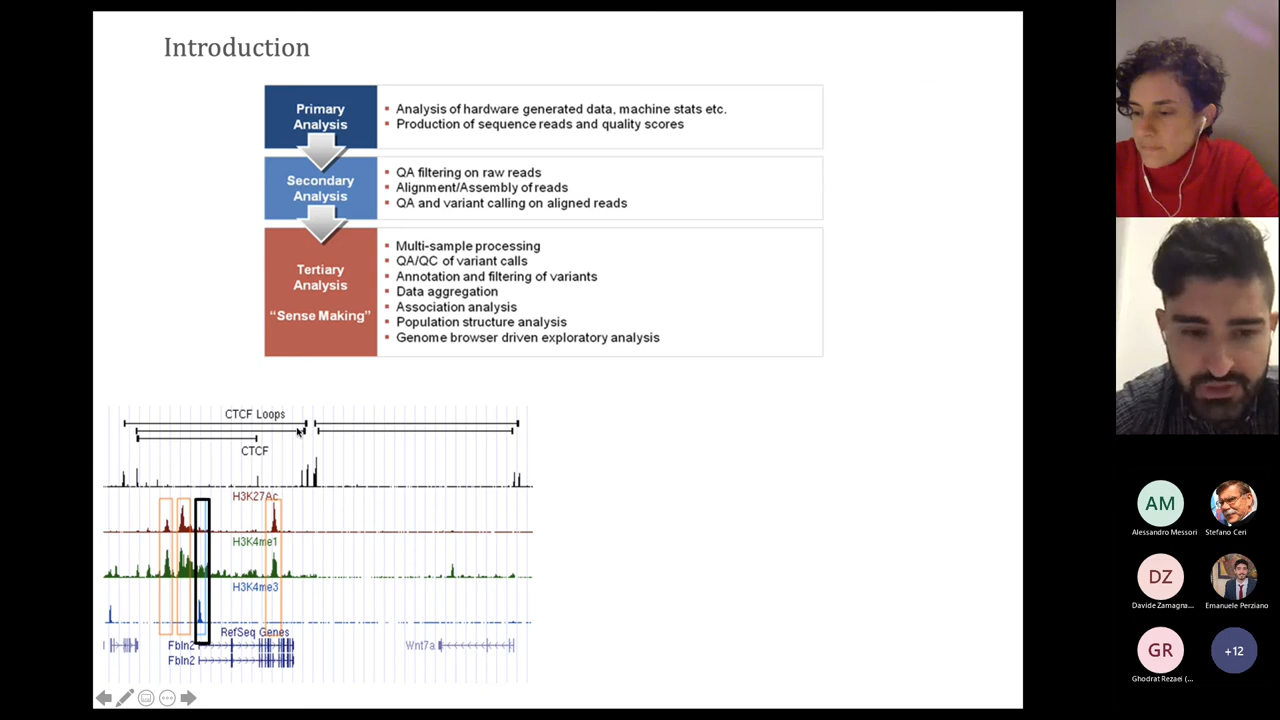 Introduction
Primary
Analysis
Analysis of hardware generated data, machine stats etc.
Production of sequence reads and quality scores
Secondary
Analysis
QA filtering on raw reads
Alignment/Assembly of reads
QA and variant calling on aligned reads
Tertiary
Analysis
“Sense Making”
Multi-sample processing
QA/QC of variant calls
Annotation and filtering of variants
Data aggregation
Association analysis
Population structure analysis
Genome browser driven exploratory analysis
CTCF Loops
CTCF
H3K27Ac
H3K4me1
H3K4me3
RefSeq Genes
Fbln2
Wnt7a
Fbln2
AM
Alessandro Messori
Stefano Ceri
DZ
Davide Zamagna...
Emanuele Perziano
GR
Ghodrat Rezaei (...
+12